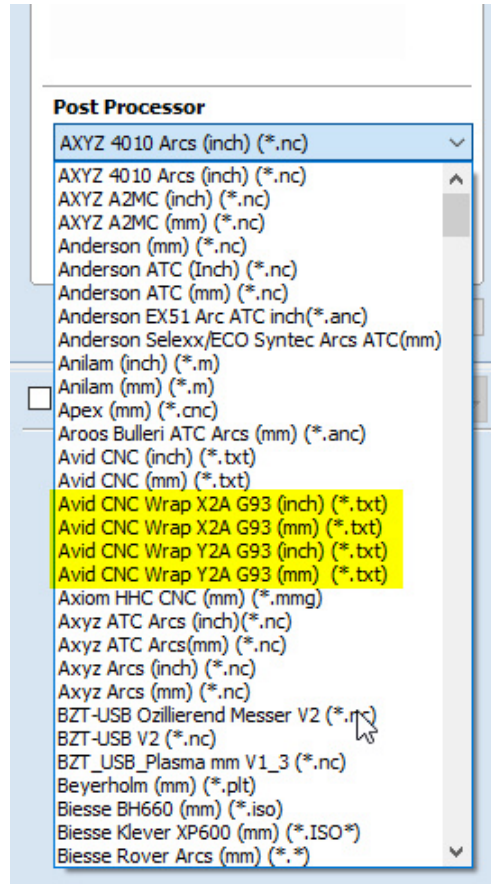 Post Processor
AXYZ 4010 Arcs (inch) (*.nc)
AXYZ 4010 Arcs (inch) (*.nc)
AXYZ A2MC (inch) (*.nc)
AXYZ A2MC (mm) (*.nc)
Anderson (mm) (*.nc)
Anderson ATC (Inch) (*.nc)
Anderson ATC (mm) (*.nc)
Anderson EX51 Arc ATC inch(*.anc)
Anderson Selexx/ECO Syntec Arcs ATC(mm)
Anilam (inch) (*.m)
Anilam (mm) (*.m)
Apex (mm) (*.cnc)
Aroos Bulleri ATC Arcs (mm) (*.anc)
Avid CNC (inch) (*.txt)
Avid CNC (mm) (*.txt)
Avid CNC Wrap X2A G93 (inch) (*.txt)
Avid CNC Wrap X2A G93 (mm) (*.txt)
Avid CNC Wrap Y2A G93 (inch) (*.txt)
Avid CNC Wrap Y2A G93 (mm) (*.txt)
Axiom HHC CNC (mm) (*.mmg)
Axyz ATC Arcs (inch)(*.nc)
Axyz ATC Arcs(mm) (*.nc)
Axyz Arcs (inch) (*.nc)
Axyz Arcs (mm) (*.nc)
BZT-USB Ozillierend Messer V2 (*.nc)
BZT-USB V2 (*.nc)
BZT_USB_Plasma mm V1_3 (*.nc)
Beyerholm (mm) (*.plt)
Biesse BH660 (mm) (*.iso)
Biesse Klever XP600 (mm) (*.ISO*)
Biesse Rover Arcs (mm) (*.*)